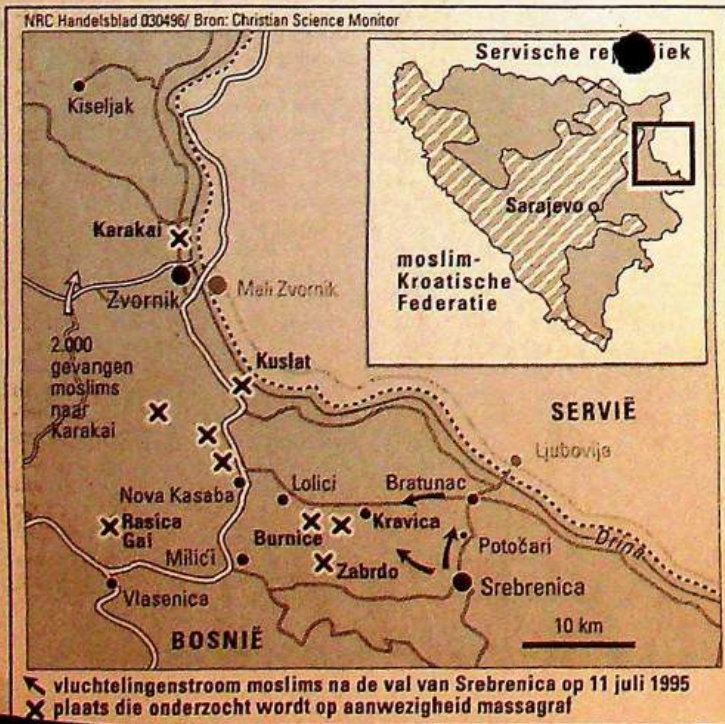 NRC Handelsblad 030496/ Bron: Christian Science Monitor
Servische rep iek
Kiseljak
Sarajevo
Karakai
moslim-
Kroatische
Federatie
Zvornik
Mali Zvornik
2.000
gevangen
moslims
naar
Karakai
Kuslat
SERVIË
Ljubovija
Nova Kasaba
Lolici
Bratunac
Rasica
Gai
Burnice
Kravica
Drina
Milići
Potočari
Zabrdo
Vlasenica
Srebrenica
BOSNIË
10 km
vluchtelingenstroom moslims na de val van Srebrenica op 11 juli 1995
plaats die onderzocht wordt op aanwezigheid massagraf